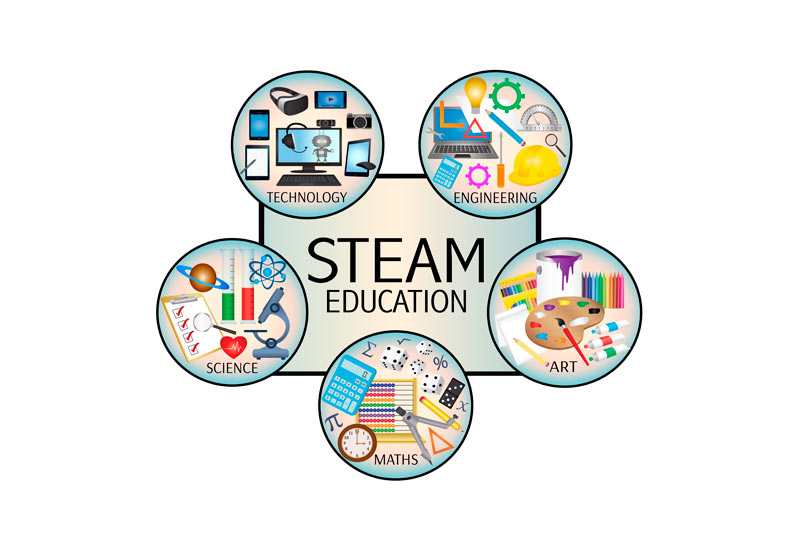 TECHNOLOGY
ENGINEERING
STEAM
EDUCATION
SCIENCE
ART
Σ
√
%
π
x
MATHS